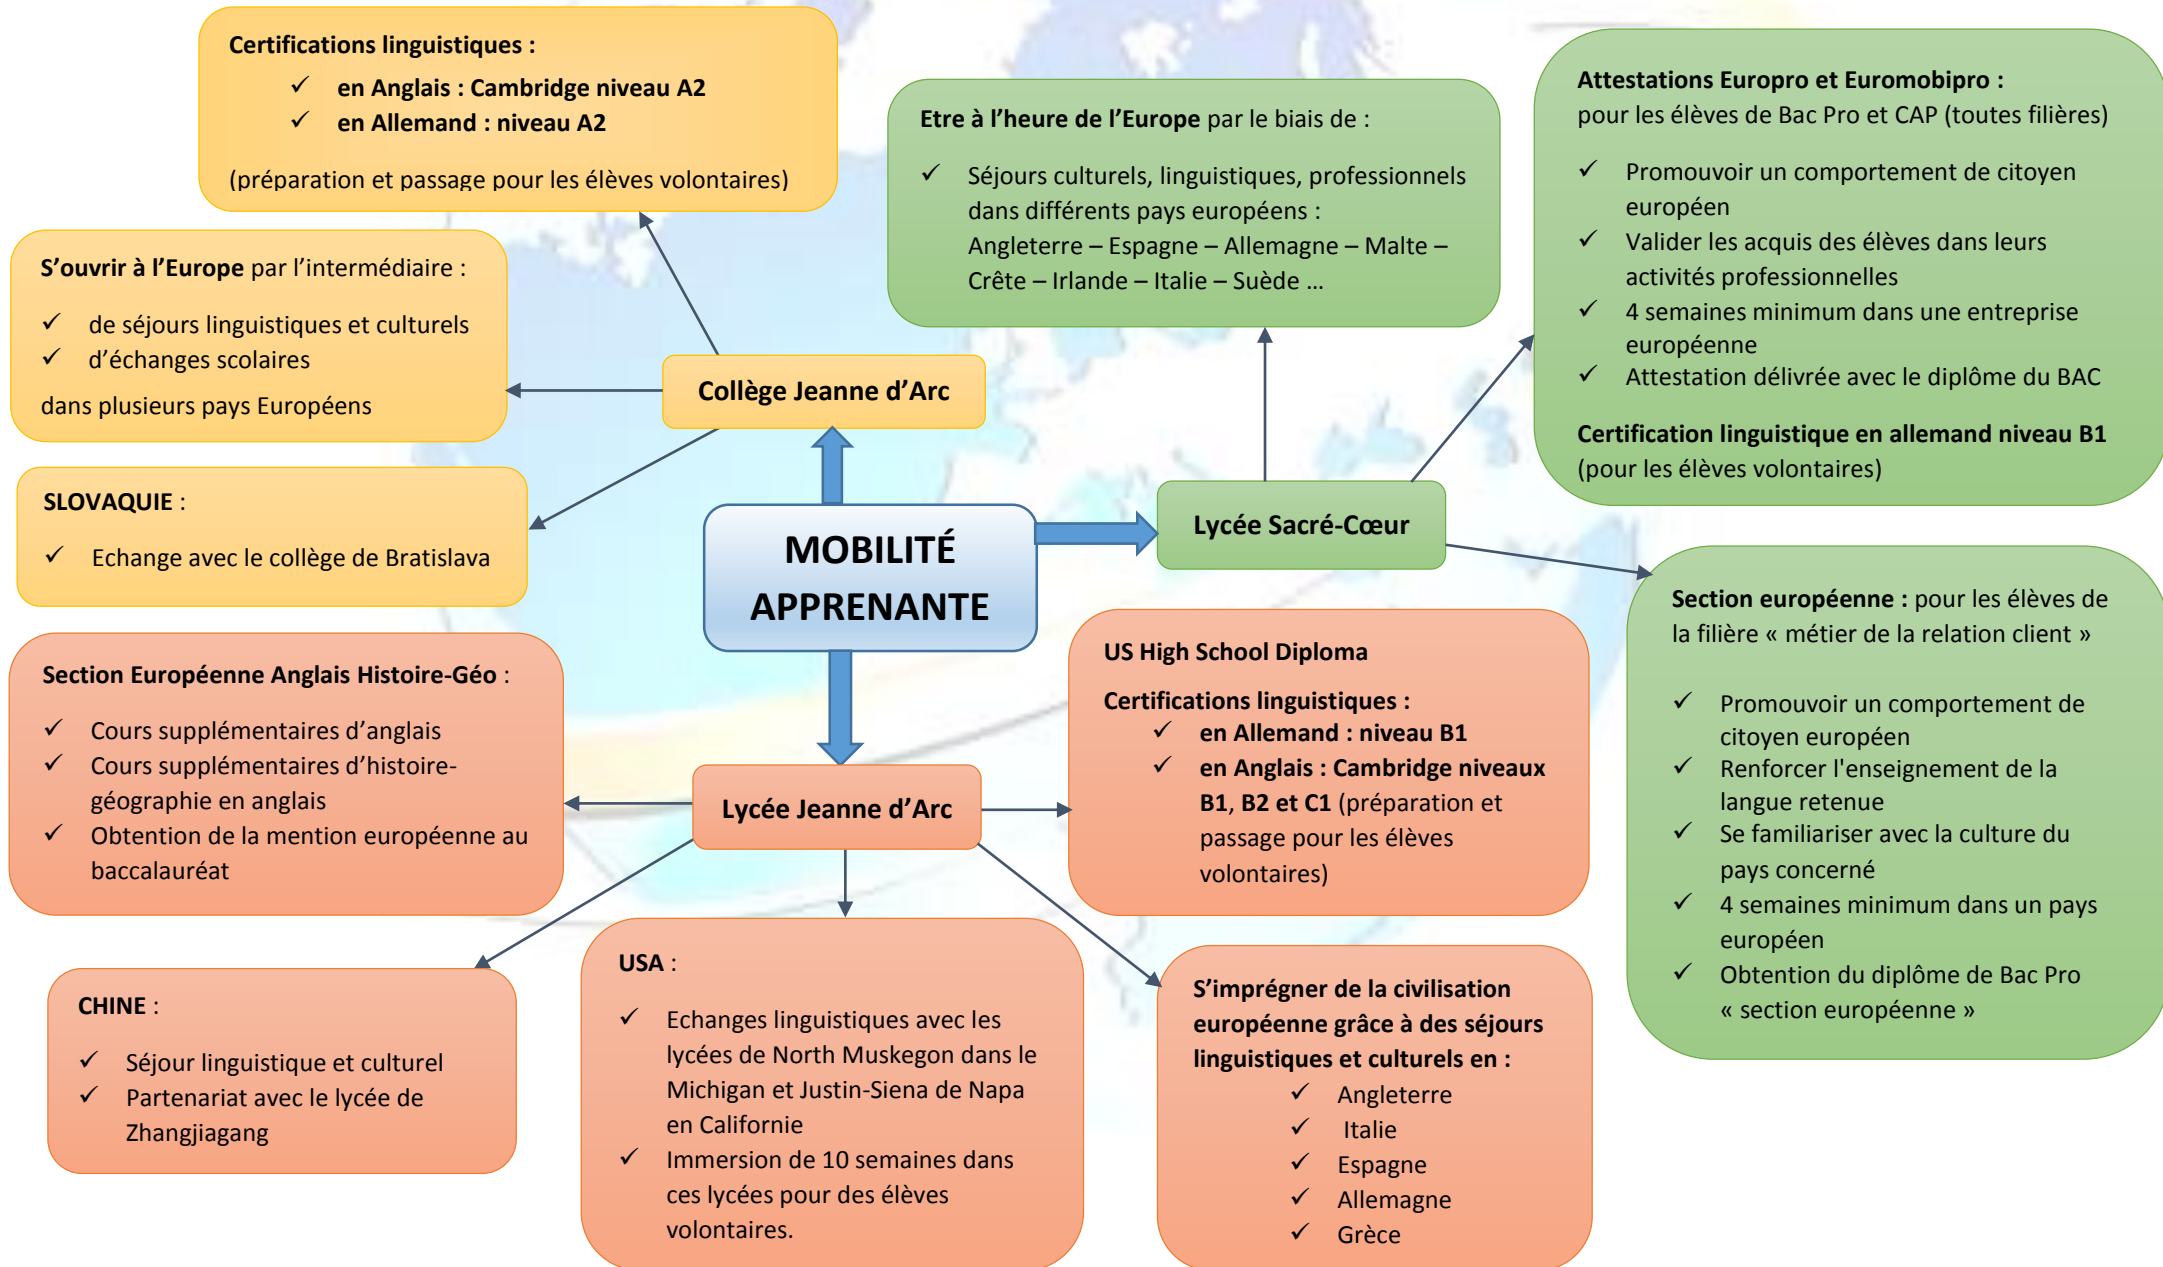 Certifications linguistiques :
✓ en Anglais : Cambridge niveau A2
✓ en Allemand : niveau A2
(préparation et passage pour les élèves volontaires)
S’ouvrir à l’Europe par l’intermédiaire :
✓ de séjours linguistiques et culturels
✓ d’échanges scolaires
dans plusieurs pays Européens
SLOVAQUIE :
✓ Echange avec le collège de Bratislava
Collège Jeanne d’Arc
Etre à l’heure de l’Europe par le biais de :
✓ Séjours culturels, linguistiques, professionnels
dans différents pays européens :
Angleterre – Espagne – Allemagne – Malte –
Crête – Irlande – Italie – Suède …
Attestations Europro et Euromobipro :
pour les élèves de Bac Pro et CAP (toutes filières)
✓ Promouvoir un comportement de citoyen
européen
✓ Valider les acquis des élèves dans leurs
activités professionnelles
✓ 4 semaines minimum dans une entreprise
européenne
✓ Attestation délivrée avec le diplôme du BAC
Certification linguistique en allemand niveau B1
(pour les élèves volontaires)
MOBILITÉ
APPRENANTE
Lycée Sacré-Cœur
Section européenne : pour les élèves de
la filière « métier de la relation client »
✓ Promouvoir un comportement de
citoyen européen
✓ Renforcer l'enseignement de la
langue retenue
✓ Se familiariser avec la culture du
pays concerné
✓ 4 semaines minimum dans un pays
européen
✓ Obtention du diplôme de Bac Pro
« section européenne »
Section Européenne Anglais Histoire-Géo :
✓ Cours supplémentaires d’anglais
✓ Cours supplémentaires d’histoire-
géographie en anglais
✓ Obtention de la mention européenne au
baccalauréat
Lycée Jeanne d’Arc
US High School Diploma
Certifications linguistiques :
✓ en Allemand : niveau B1
✓ en Anglais : Cambridge niveaux
B1, B2 et C1 (préparation et
passage pour les élèves
volontaires)
CHINE :
✓ Séjour linguistique et culturel
✓ Partenariat avec le lycée de
Zhangjiagang
USA :
✓ Echanges linguistiques avec les
lycées de North Muskegon dans le
Michigan et Justin-Siena de Napa
en Californie
✓ Immersion de 10 semaines dans
ces lycées pour des élèves
volontaires.
S’imprégner de la civilisation
européenne grâce à des séjours
linguistiques et culturels en :
✓ Angleterre
✓ Italie
✓ Espagne
✓ Allemagne
✓ Grèce